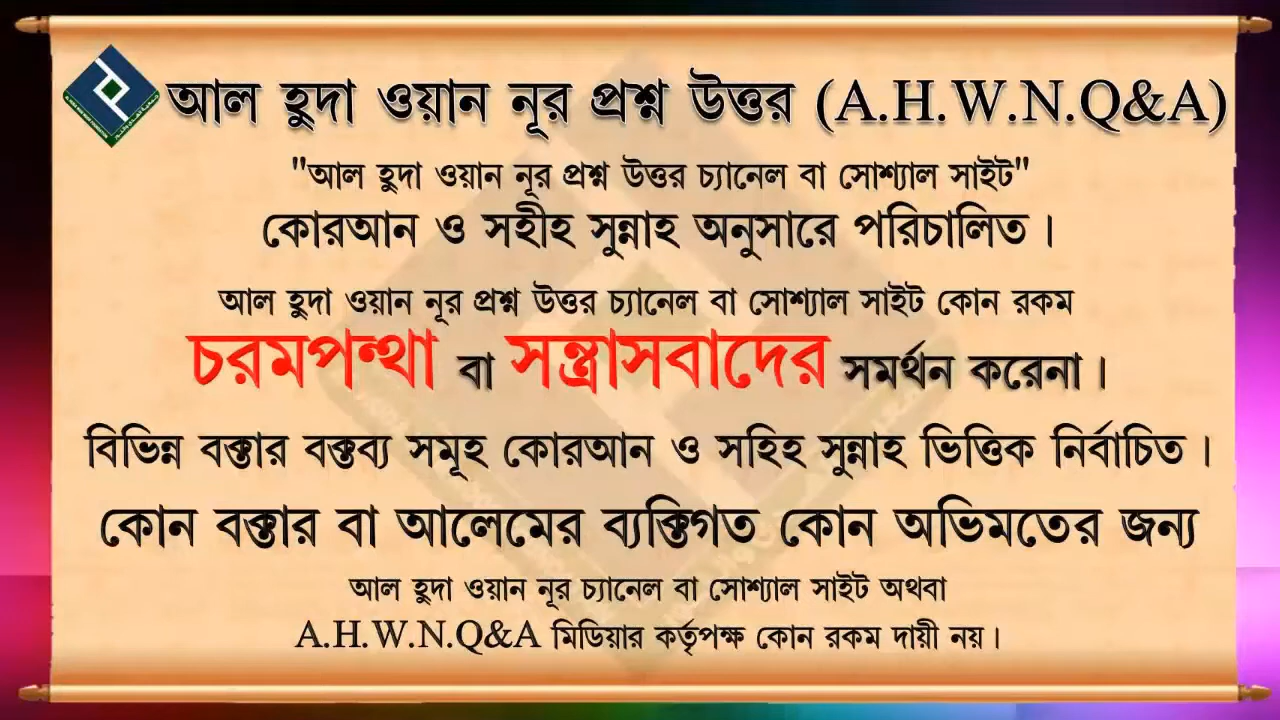 আল হুদা ওয়ান নূর প্রশ্ন উত্তর (A.H.W.N.Q&A)
"আল হুদা ওয়ান নূর প্রশ্ন উত্তর চ্যানেল বা সোশ্যাল সাইট"
কোরআন ও সহীহ সুন্নাহ অনুসারে পরিচালিত।
আল হুদা ওয়ান নূর প্রশ্ন উত্তর চ্যানেল বা সোশ্যাল সাইট কোন রকম
চরমপন্থা বা সন্ত্রাসবাদের সমর্থন করেনা।
বিভিন্ন বক্তার বক্তব্য সমূহ কোরআন ও সহিহ সুন্নাহ ভিত্তিক নির্বাচিত।
কোন বক্তার বা আলেমের ব্যক্তিগত কোন অভিমতের জন্য
আল হুদা ওয়ান নূর চ্যানেল বা সোশ্যাল সাইট অথবা
A.H.W.N.Q&A মিডিয়ার কর্তৃপক্ষ কোন রকম দায়ী নয়।